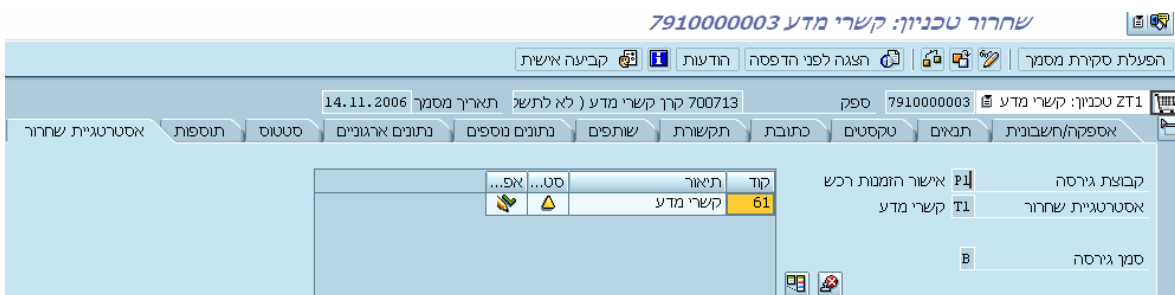 שחרור טכניון: קשרי מדע 7910000003
הפעלת סקירת מסמך הצגה לפני הדפסה הודעות קביעה אישית
ZT1 טכניון: קשרי מדע 7910000003 ספק 700713 קרן קשרי מדע ( לא לתשל תאריך מסמך 14.11.2006
אספקה/חשבונית תנאים טקסטים כתובת תקשורת שותפים נתונים נוספים נתונים ארגוניים סטטוס תוספות אסטרטגיית שחרור
קבוצת גירסה P1 אישור הזמנות רכש
אסטרטגיית שחרור T1 קשרי מדע
סמן גירסה B
קוד תיאור סט... אפ...
61 קשרי מדע